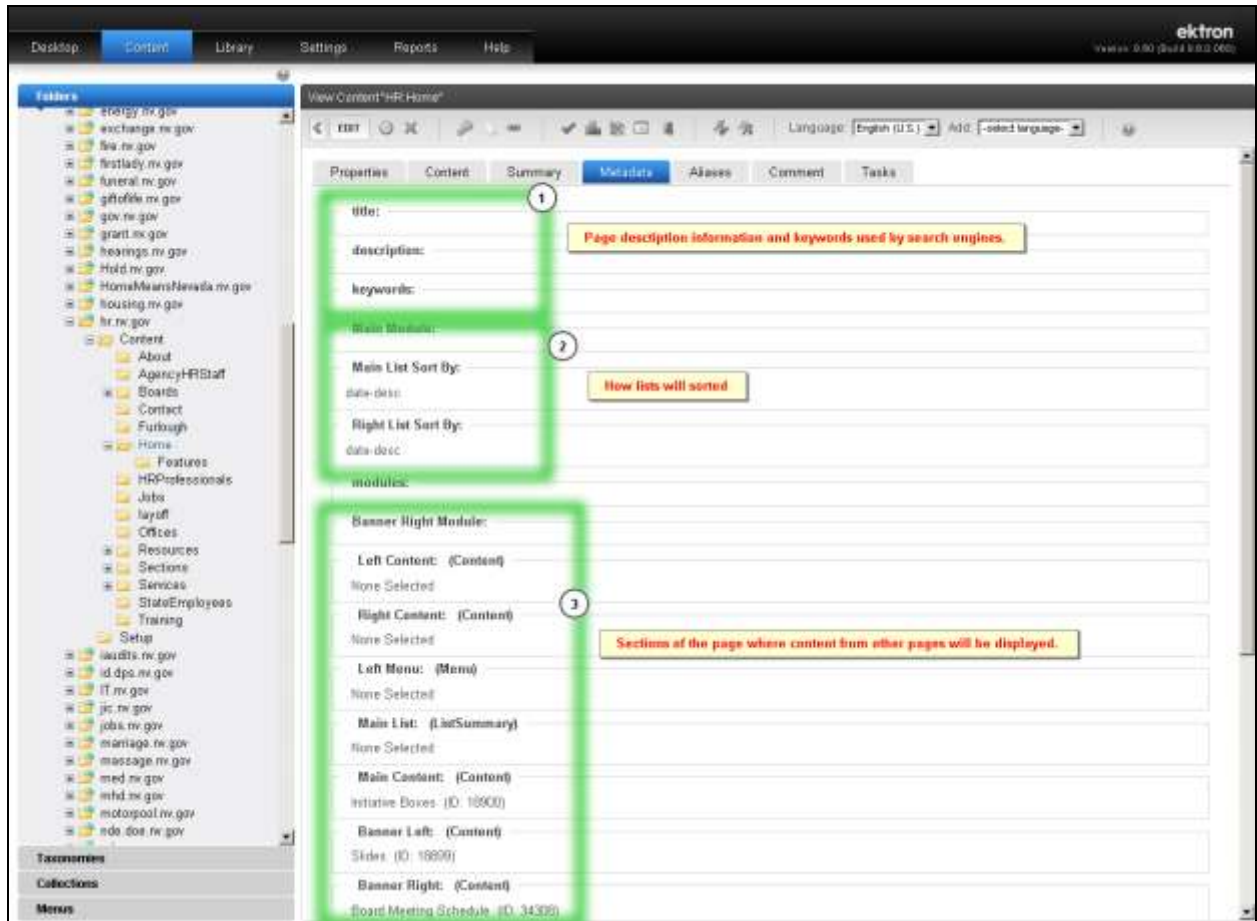 ektron
Desktop Content Library Settings Reports Help
Folders
View Content "HR Home"
energy.nv.gov
exchange.nv.gov
fire.nv.gov
firstlady.nv.gov
funeral.nv.gov
giftoflife.nv.gov
gov.nv.gov
grant.nv.gov
hearings.nv.gov
Hold.nv.gov
HomeMeansNevada.nv.gov
housing.nv.gov
hr.nv.gov
Content
About
AgencyHRStaff
Boards
Contact
Furlough
Home
Features
HRProfessionals
Jobs
layoff
Offices
Resources
Sections
Services
StateEmployees
Training
Setup
iaudits.nv.gov
id.dps.nv.gov
IT.nv.gov
jic.nv.gov
jobs.nv.gov
marriage.nv.gov
massage.nv.gov
med.nv.gov
mhd.nv.gov
motorpool.nv.gov
nde.doe.nv.gov
Taxonomies
Collections
Menus
EDIT Language: English (U.S.) Add: -select language-
Properties Content Summary Metadata Aliases Comment Tasks
1
title:
Page desctiption information and keywords used by search engines.
description:
keywords:
Main Module:
2
Main List Sort By:
date-desc
How lists will sorted
Right List Sort By:
date-desc
modules:
Banner Right Module:
Left Content: (Content)
None Selected
3
Right Content: (Content)
None Selected
Sections of the page where content from other pages will be displayed.
Left Menu: (Menu)
None Selected
Main List: (ListSummary)
None Selected
Main Content: (Content)
Initiative Boxes (ID: 18900)
Banner Left: (Content)
Slides (ID: 18899)
Banner Right: (Content)
Board Meeting Schedule (ID: 34308)